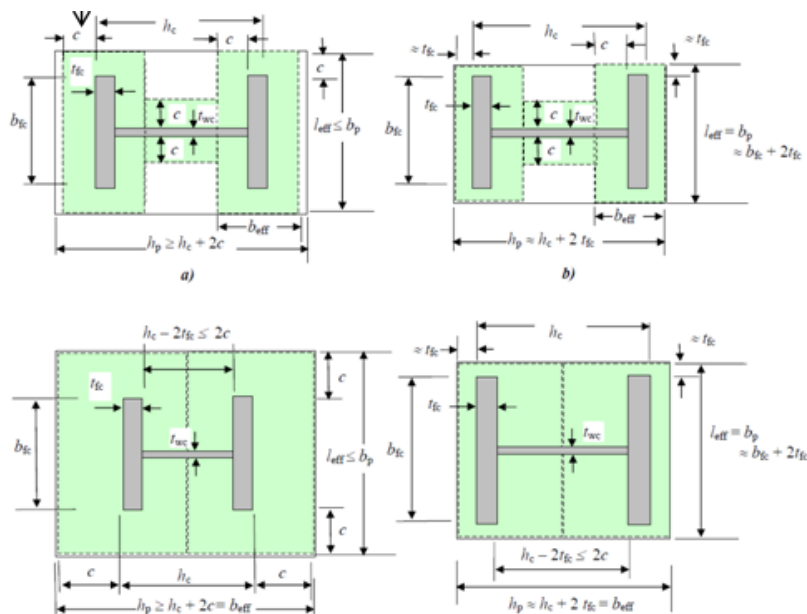 h_c
c
c
c
t_fc
b_fc
c
t_wc
c
l_eff ≤ b_p
b_eff
h_p ≥ h_c + 2c
a)
≈ t_fc
h_c
c
≈ t_fc
t_fc
b_fc
c
t_wc
c
l_eff = b_p
≈ b_fc + 2t_fc
b_eff
h_p ≈ h_c + 2 t_fc
b)
h_c – 2t_fc ≤ 2c
t_fc
c
b_fc
t_wc
l_eff ≤ b_p
c
c
h_c
c
h_p ≥ h_c + 2c = b_eff
≈ t_fc
h_c
≈ t_fc
t_fc
b_fc
t_wc
l_eff = b_p
≈ b_fc + 2t_fc
h_c – 2t_fc ≤ 2c
h_p ≈ h_c + 2 t_fc = b_eff